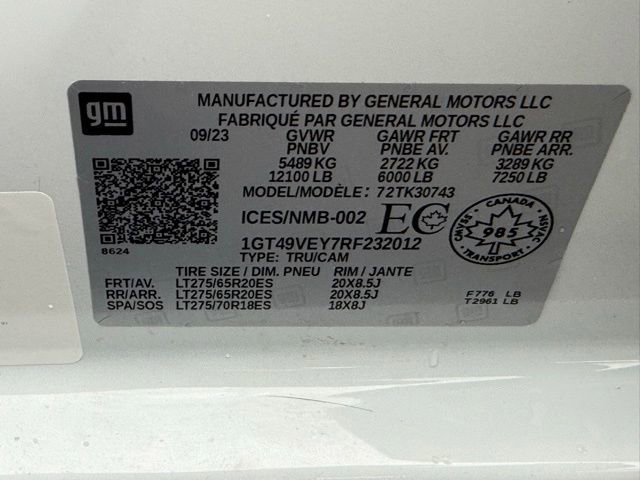 gm
MANUFACTURED BY GENERAL MOTORS LLC
FABRIQUÉ PAR GENERAL MOTORS LLC
09/23 GVWR GAWR FRT GAWR RR
PNBV PNBE AV. PNBE ARR.
5489 KG 2722 KG 3289 KG
12100 LB 6000 LB 7250 LB
MODEL/MODÈLE: 72TK30743
ICES/NMB-002 EC
CANADA
CMVSS 985 NSVAC
TRANSPORT
8624
1GT49VEY7RF232012
TYPE: TRU/CAM
TIRE SIZE / DIM. PNEU RIM / JANTE
FRT/AV. LT275/65R20ES 20X8.5J
RR/ARR. LT275/65R20ES 20X8.5J
SPA/SOS LT275/70R18ES 18X8J
F776 LB
T2961 LB